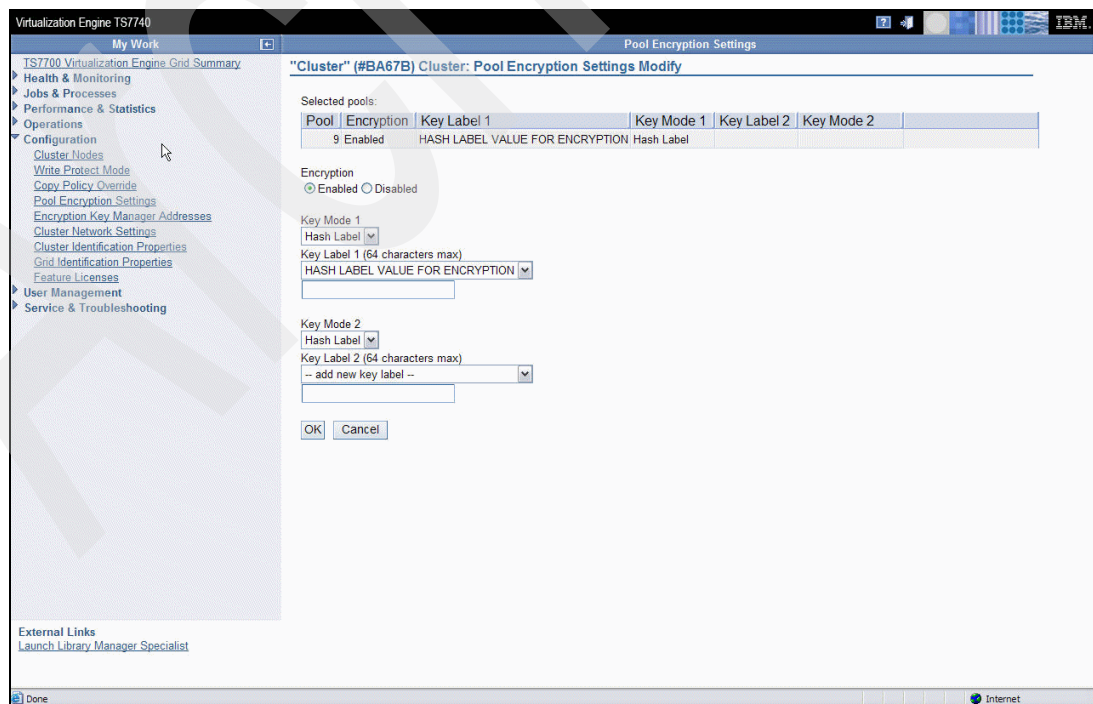 Virtualization Engine TS7740
? IBM.
My Work
Pool Encryption Settings
TS7700 Virtualization Engine Grid Summary
Health & Monitoring
Jobs & Processes
Performance & Statistics
Operations
Configuration
Cluster Nodes
Write Protect Mode
Copy Policy Override
Pool Encryption Settings
Encryption Key Manager Addresses
Cluster Network Settings
Cluster Identification Properties
Grid Identification Properties
Feature Licenses
User Management
Service & Troubleshooting
External Links
Launch Library Manager Specialist
"Cluster" (#BA67B) Cluster: Pool Encryption Settings Modify
Selected pools:
Pool Encryption Key Label 1 Key Mode 1 Key Label 2 Key Mode 2
9 Enabled HASH LABEL VALUE FOR ENCRYPTION Hash Label
Encryption
Enabled Disabled
Key Mode 1
Hash Label
Key Label 1 (64 characters max)
HASH LABEL VALUE FOR ENCRYPTION
Key Mode 2
Hash Label
Key Label 2 (64 characters max)
-- add new key label --
OK Cancel
Done Internet